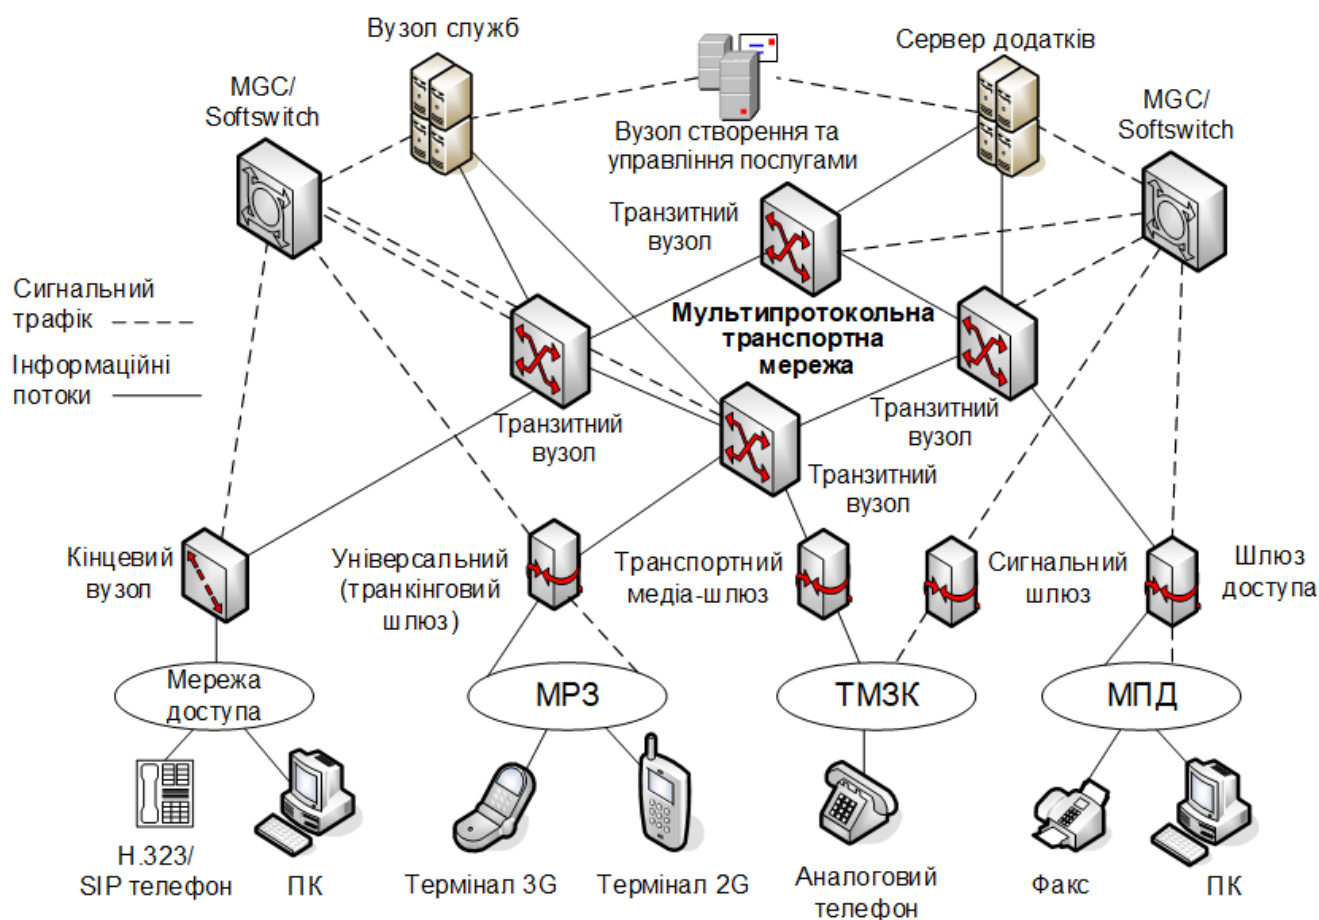 Вузол служб
Сервер додатків
MGC/
Softswitch
MGC/
Softswitch
Вузол створення та
управління послугами
Транзитний
вузол
Сигнальний
трафік
Інформаційні
потоки
Мультипротокольна
транспортна
мережа
Транзитний
вузол
Транзитний
вузол
Транзитний
вузол
Кінцевий
вузол
Універсальний
(транкінговий
шлюз)
Транспортний
медіа-шлюз
Сигнальний
шлюз
Шлюз
доступа
Мережа
доступа
МРЗ
ТМЗК
МПД
Н.323/
SIP телефон
ПК
Термінал 3G
Термінал 2G
Аналоговий
телефон
Факс
ПК